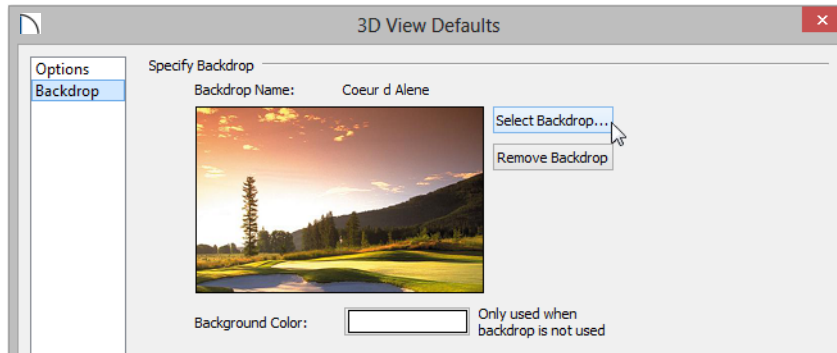 3D View Defaults
Options
Backdrop
Specify Backdrop
Backdrop Name: Coeur d Alene
Select Backdrop...
Remove Backdrop
Background Color:
Only used when
backdrop is not used